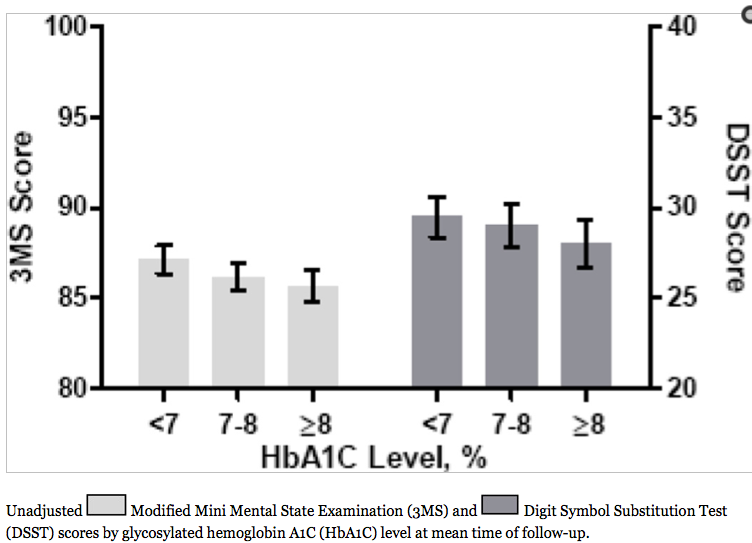 100
95
90
85
80
3MS Score
40
35
30
25
20
DSST Score
<7 7-8 ≥8 <7 7-8 ≥8
HbA1C Level, %
Unadjusted Modified Mini Mental State Examination (3MS) and Digit Symbol Substitution Test
(DSST) scores by glycosylated hemoglobin A1C (HbA1C) level at mean time of follow-up.